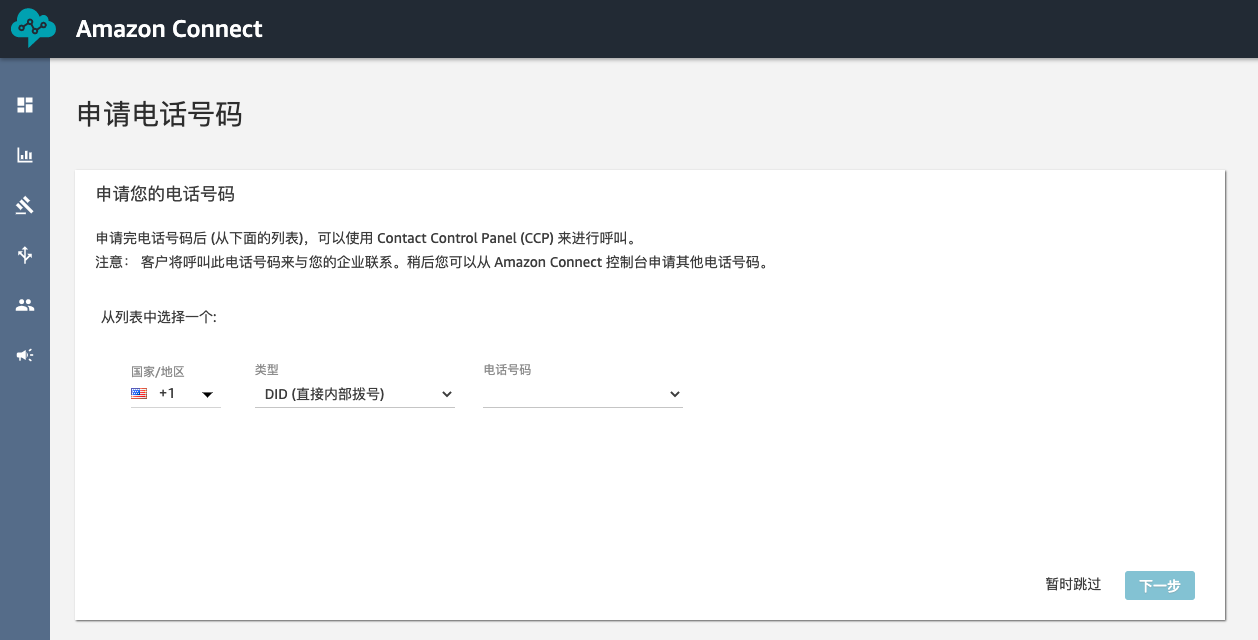 Amazon Connect
申请电话号码
申请您的电话号码
申请完电话号码后 (从下面的列表)，可以使用 Contact Control Panel (CCP) 来进行呼叫。
注意： 客户将呼叫此电话号码来与您的企业联系。稍后您可以从 Amazon Connect 控制台申请其他电话号码。
从列表中选择一个:
国家/地区 类型 电话号码
+1 DID (直接内部拨号)
暂时跳过 下一步